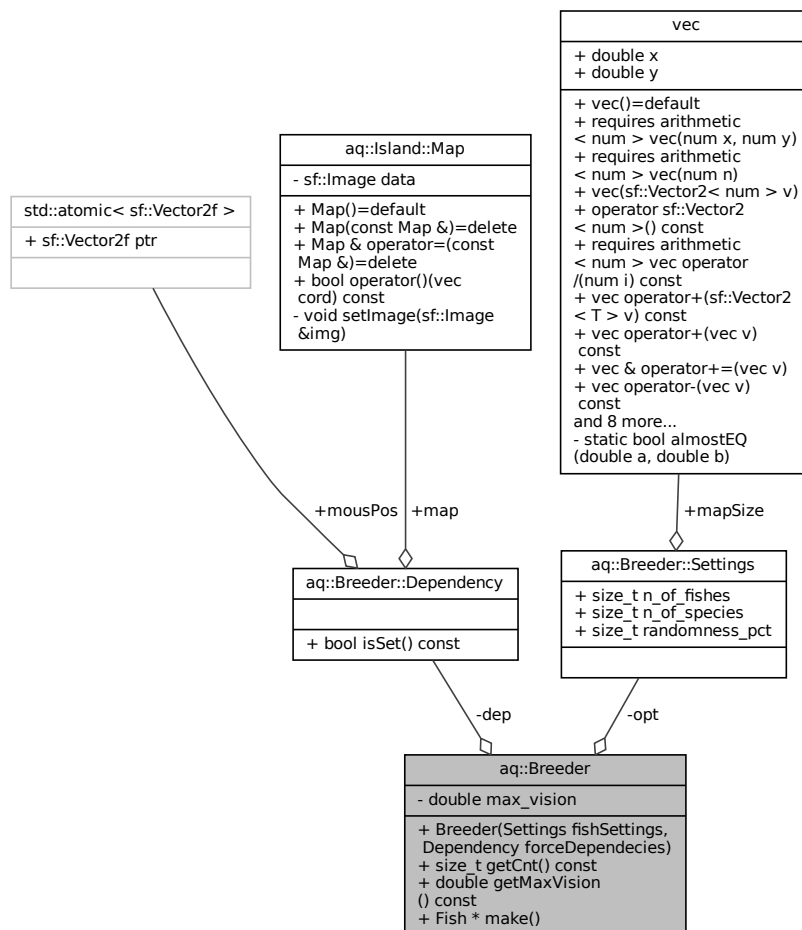 vec
+ double x
+ double y
+ vec()=default
+ requires arithmetic
< num > vec(num x, num y)
+ requires arithmetic
< num > vec(num n)
+ vec(sf::Vector2< num > v)
+ operator sf::Vector2
< num >() const
+ requires arithmetic
< num > vec operator
/(num i) const
+ vec operator+(sf::Vector2
< T > v) const
+ vec operator+(vec v)
const
+ vec & operator+=(vec v)
+ vec operator-(vec v)
const
and 8 more...
- static bool almostEQ
(double a, double b)
aq::Island::Map
- sf::Image data
+ Map()=default
+ Map(const Map &)=delete
+ Map & operator=(const
Map &)=delete
+ bool operator()(vec
cord) const
- void setImage(sf::Image
&img)
std::atomic< sf::Vector2f >
+ sf::Vector2f ptr
+mousPos
+map
+mapSize
aq::Breeder::Dependency
+ bool isSet() const
aq::Breeder::Settings
+ size_t n_of_fishes
+ size_t n_of_species
+ size_t randomness_pct
-dep
-opt
aq::Breeder
- double max_vision
+ Breeder(Settings fishSettings,
Dependency forceDependecies)
+ size_t getCnt() const
+ double getMaxVision
() const
+ Fish * make()